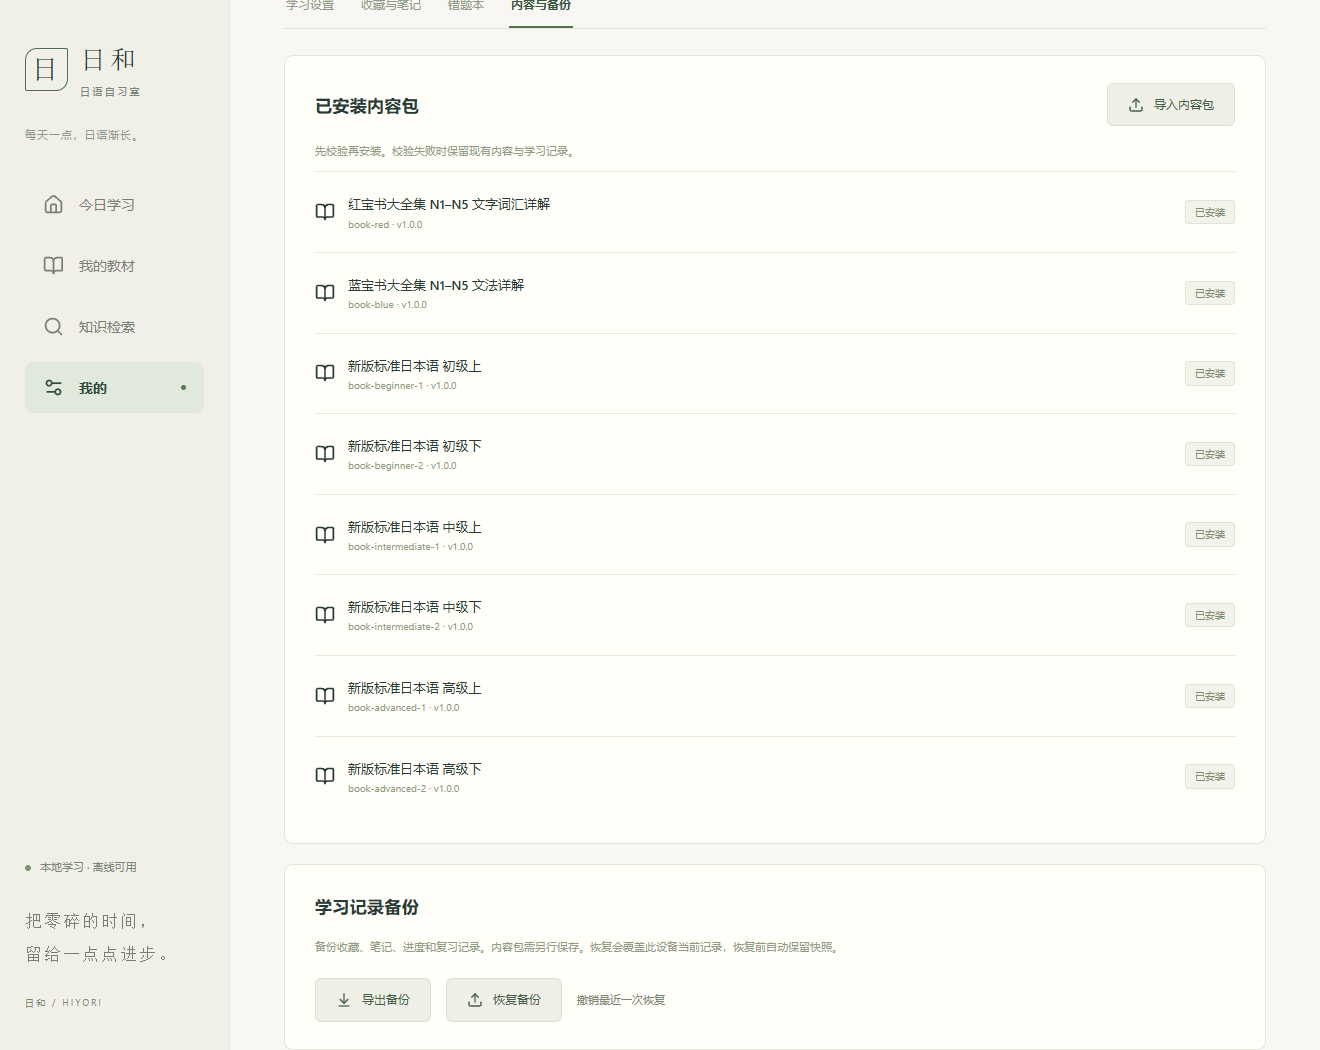 日
日和
日语自习室
每天一点，日语渐长。
今日学习
我的教材
知识检索
我的
本地学习 · 离线可用
把零碎的时间，
留给一点点进步。
日和 / HIYORI
学习设置
收藏与笔记
错题本
内容与备份
已安装内容包
导入内容包
先校验再安装。校验失败时保留现有内容与学习记录。
红宝书大全集 N1–N5 文字词汇详解
book-red · v1.0.0
已安装
蓝宝书大全集 N1–N5 文法详解
book-blue · v1.0.0
已安装
新版标准日本语 初级上
book-beginner-1 · v1.0.0
已安装
新版标准日本语 初级下
book-beginner-2 · v1.0.0
已安装
新版标准日本语 中级上
book-intermediate-1 · v1.0.0
已安装
新版标准日本语 中级下
book-intermediate-2 · v1.0.0
已安装
新版标准日本语 高级上
book-advanced-1 · v1.0.0
已安装
新版标准日本语 高级下
book-advanced-2 · v1.0.0
已安装
学习记录备份
备份收藏、笔记、进度和复习记录。内容包需另行保存。恢复会覆盖此设备当前记录，恢复前自动保留快照。
导出备份
恢复备份
撤销最近一次恢复